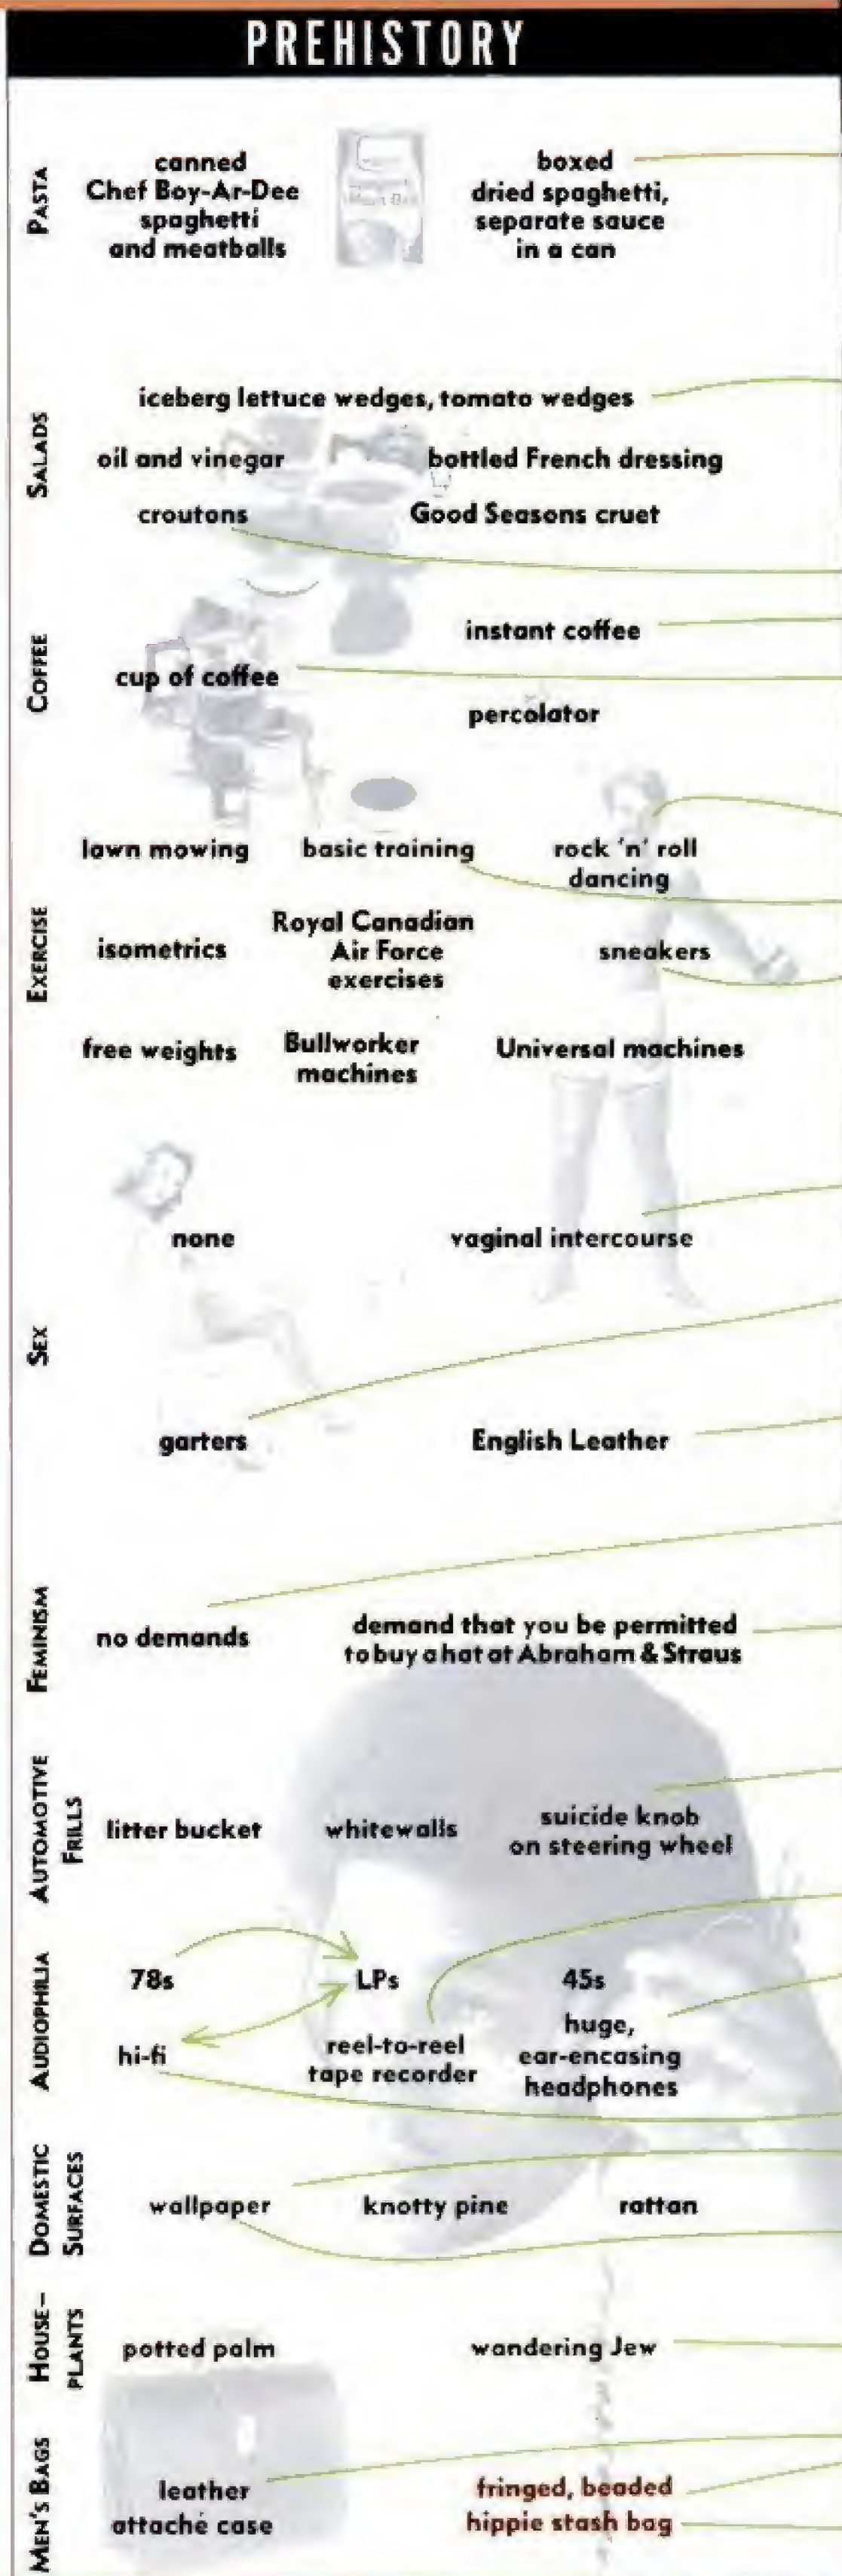 PREHISTORY
PASTA
canned
Chef Boy-Ar-Dee
spaghetti
and meatballs
boxed
dried spaghetti,
separate sauce
in a can
SALADS
iceberg lettuce wedges, tomato wedges
oil and vinegar
bottled French dressing
croutons
Good Seasons cruet
COFFEE
instant coffee
cup of coffee
percolator
EXERCISE
lawn mowing
basic training
rock 'n' roll
dancing
isometrics
Royal Canadian
Air Force
exercises
sneakers
free weights
Bullworker
machines
Universal machines
SEX
none
vaginal intercourse
garters
English Leather
FEMINISM
no demands
demand that you be permitted
to buy a hat at Abraham & Straus
AUTOMOTIVE
FRILLS
litter bucket
whitewalls
suicide knob
on steering wheel
AUDIOPHILIA
78s
LPs
45s
hi-fi
reel-to-reel
tape recorder
huge,
ear-encasing
headphones
DOMESTIC
SURFACES
wallpaper
knotty pine
rattan
HOUSE–
PLANTS
potted palm
wandering Jew
MEN'S BAGS
leather
attaché case
fringed, beaded
hippie stash bag